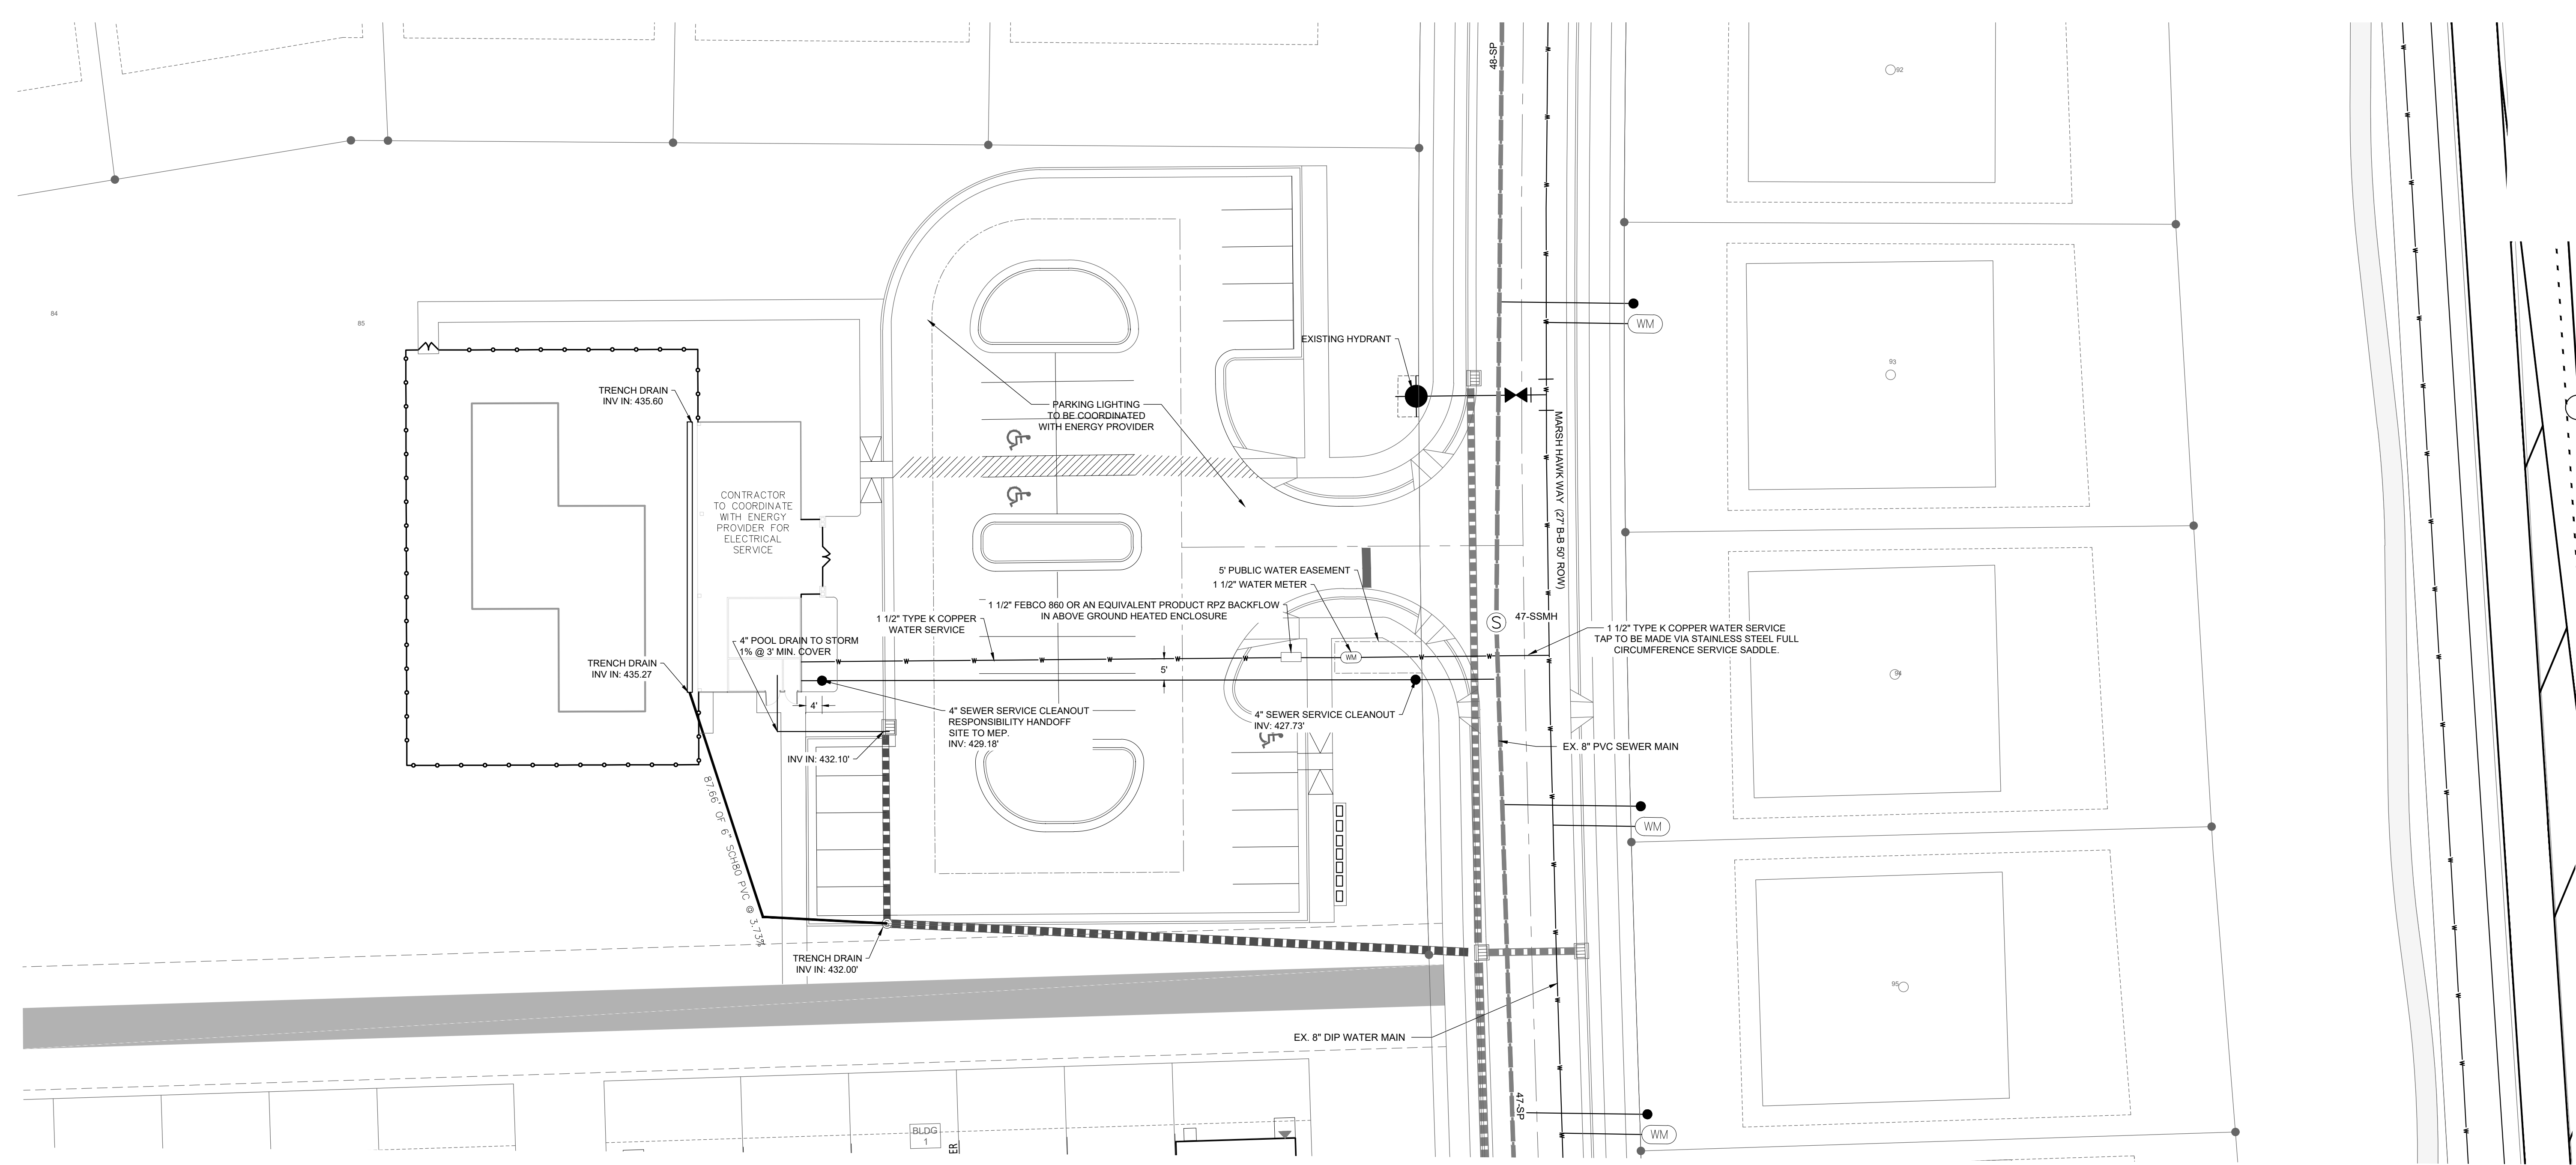 48-SP
92
84
85
EXISTING HYDRANT
93
TRENCH DRAIN
INV IN: 435.60
PARKING LIGHTING
TO BE COORDINATED
WITH ENERGY PROVIDER
MARSH HAWK WAY (27' B-B 50' ROW)
WM
CONTRACTOR
TO COORDINATE
WITH ENERGY
PROVIDER FOR
ELECTRICAL
SERVICE
5' PUBLIC WATER EASEMENT
1 1/2" WATER METER
1 1/2" FEBCO 860 OR AN EQUIVALENT PRODUCT RPZ BACKFLOW
IN ABOVE GROUND HEATED ENCLOSURE
1 1/2" TYPE K COPPER
WATER SERVICE
S
47-SSMH
1 1/2" TYPE K COPPER WATER SERVICE
TAP TO BE MADE VIA STAINLESS STEEL FULL
CIRCUMFERENCE SERVICE SADDLE.
4" POOL DRAIN TO STORM
1% @ 3' MIN. COVER
TRENCH DRAIN
INV IN: 435.27
W W W W W W W W W
WM
5'
94
4'
4" SEWER SERVICE CLEANOUT
RESPONSIBILITY HANDOFF
SITE TO MEP.
INV: 429.18'
4" SEWER SERVICE CLEANOUT
INV: 427.73'
EX. 8" PVC SEWER MAIN
INV IN: 432.10'
87.66' OF 6" SCH80 PVC @ 3.73%
WM
TRENCH DRAIN
INV IN: 432.00'
95
EX. 8" DIP WATER MAIN
47-SP
BLDG
1
ER
WM